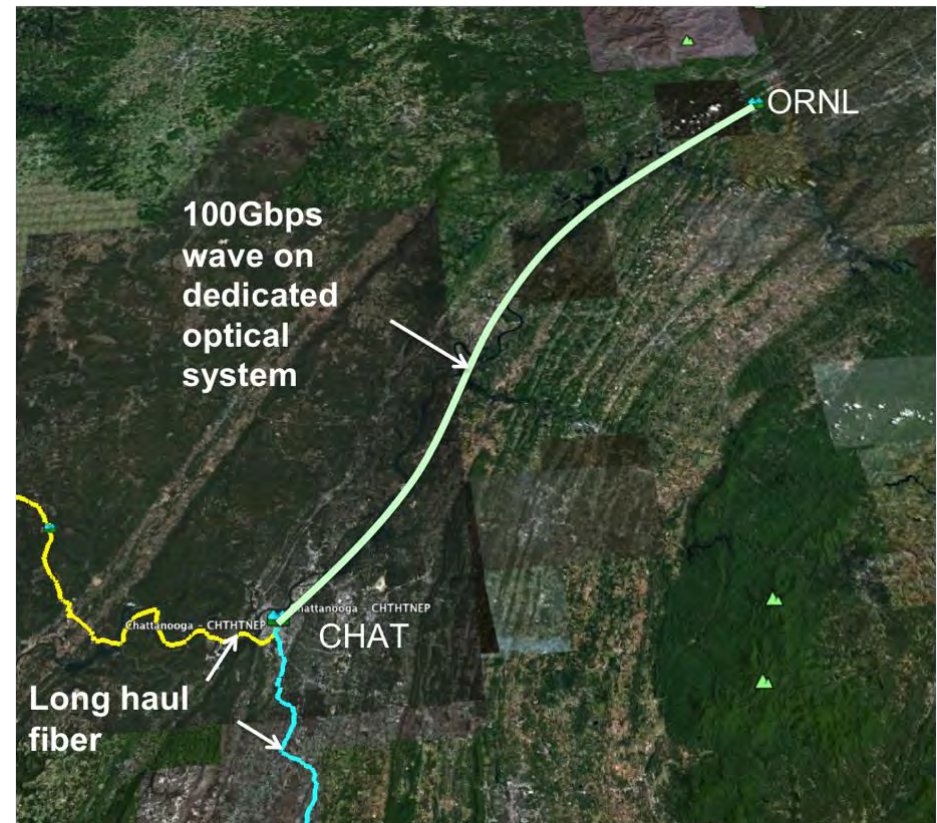 ORNL
100Gbps
wave on
dedicated
optical
system
Chattanooga - CHTHTNEP
Chattanooga - CHTHTNEP
CHAT
Long haul
fiber